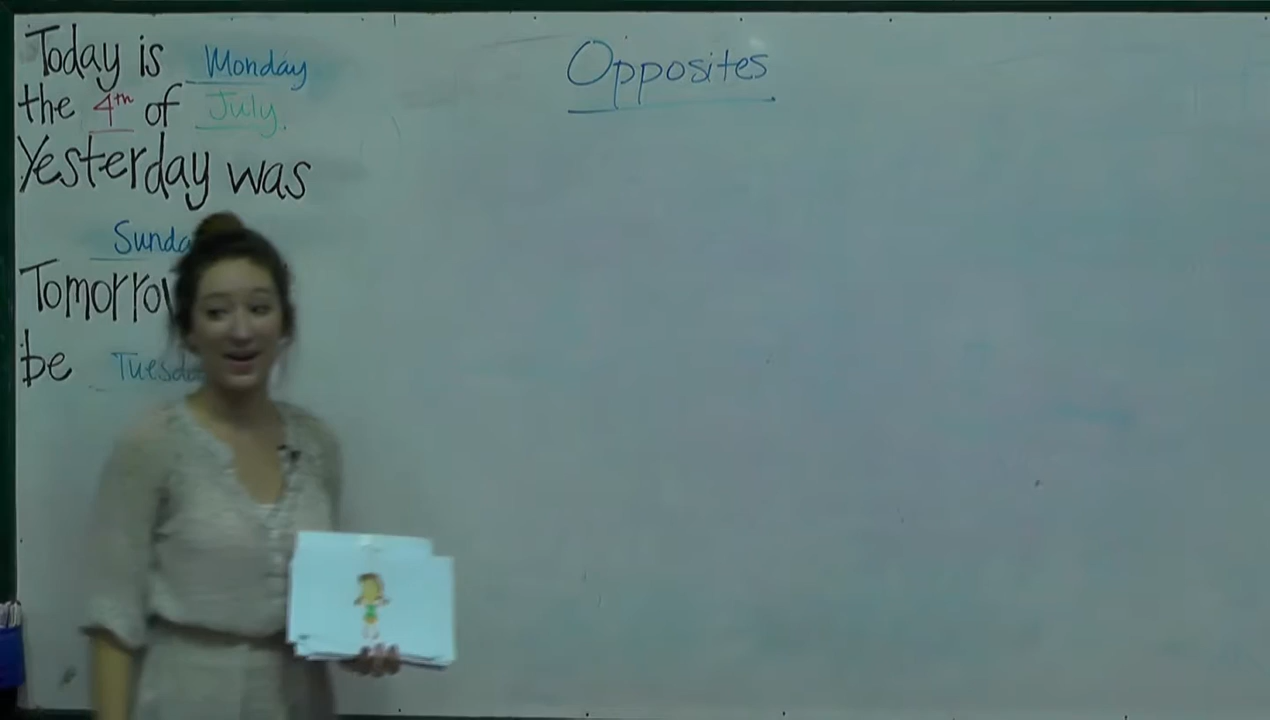 Today is Monday
the 4th of July.
Yesterday was
Tomorrow
be
Opposites